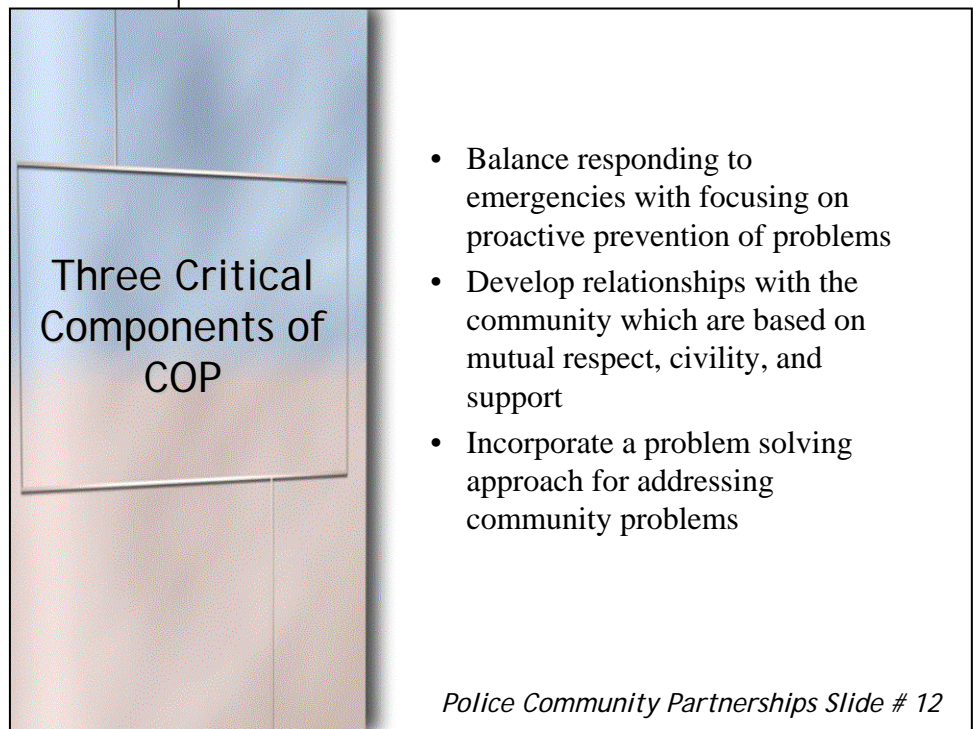 Three Critical
Components of
COP
• Balance responding to
emergencies with focusing on
proactive prevention of problems
• Develop relationships with the
community which are based on
mutual respect, civility, and
support
• Incorporate a problem solving
approach for addressing
community problems
Police Community Partnerships Slide # 12